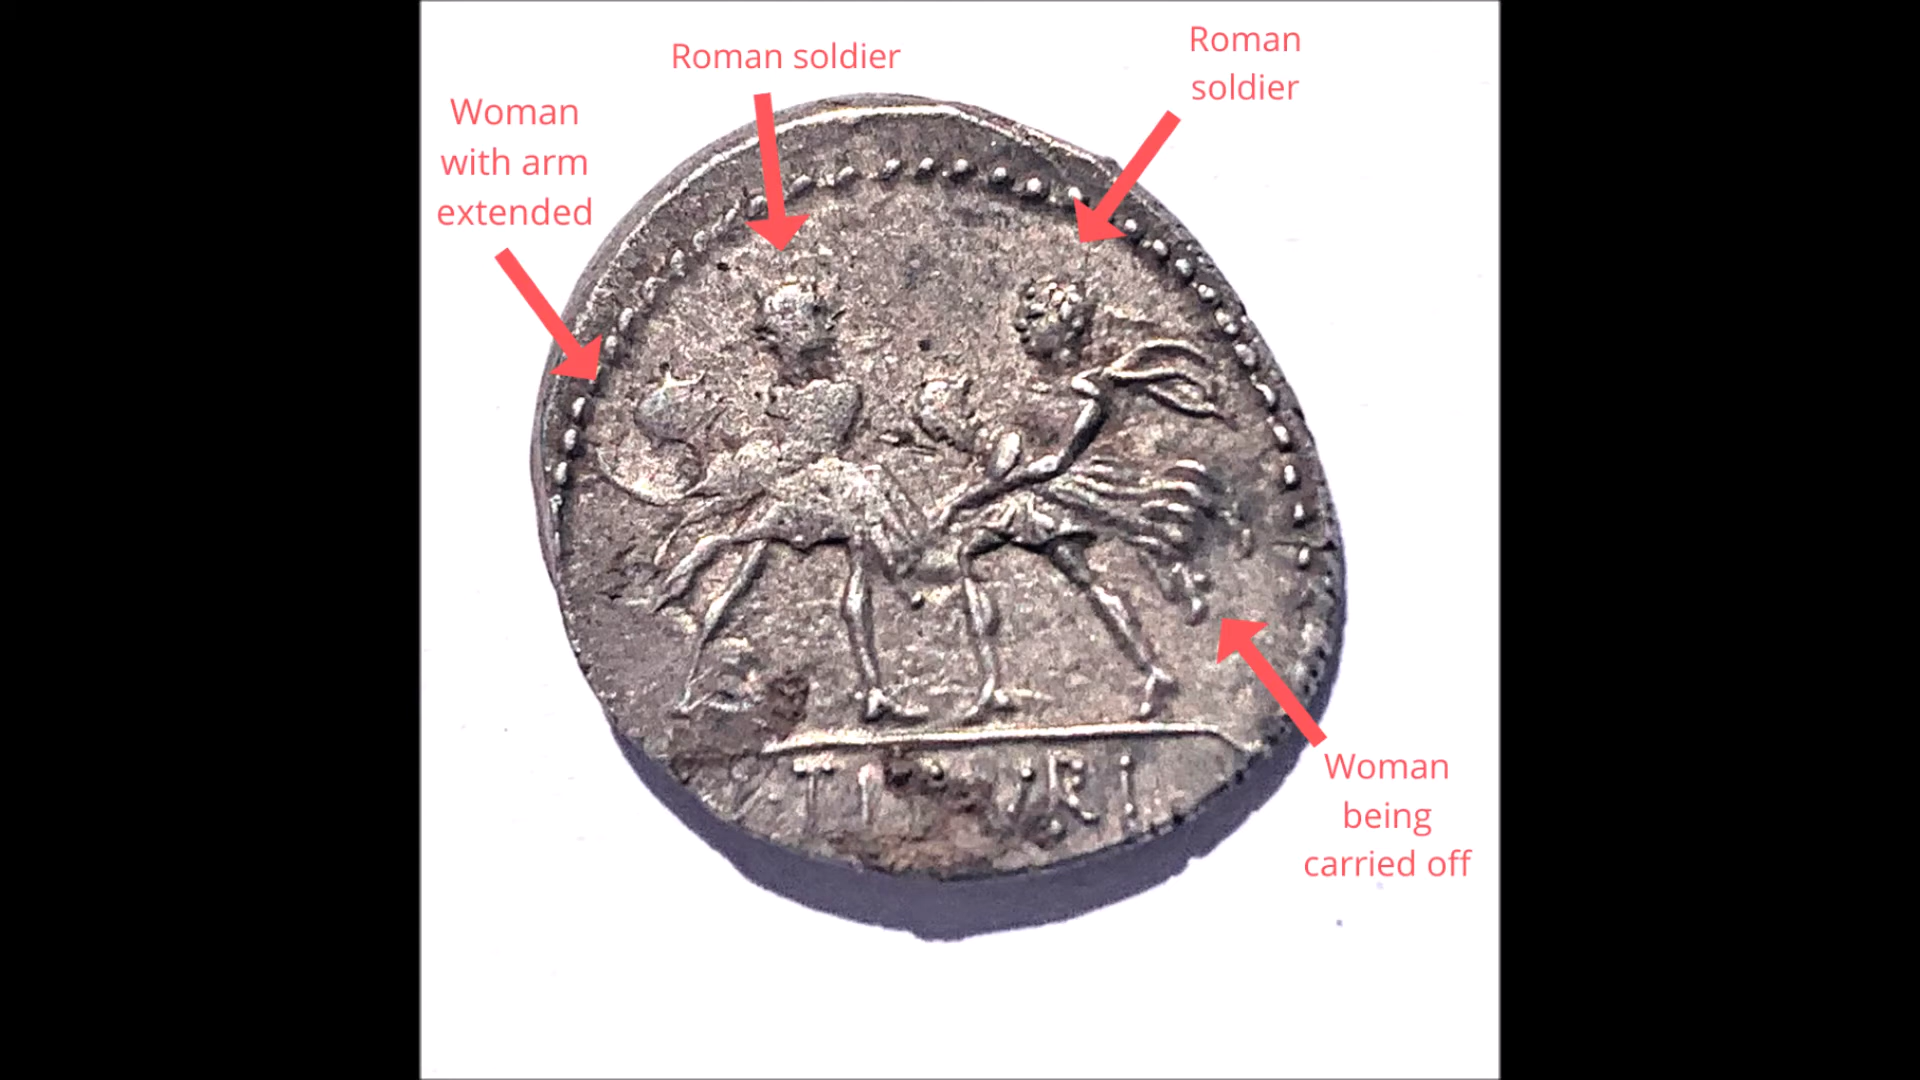 Woman
with arm
extended
Roman soldier
Roman
soldier
Woman
being
carried off